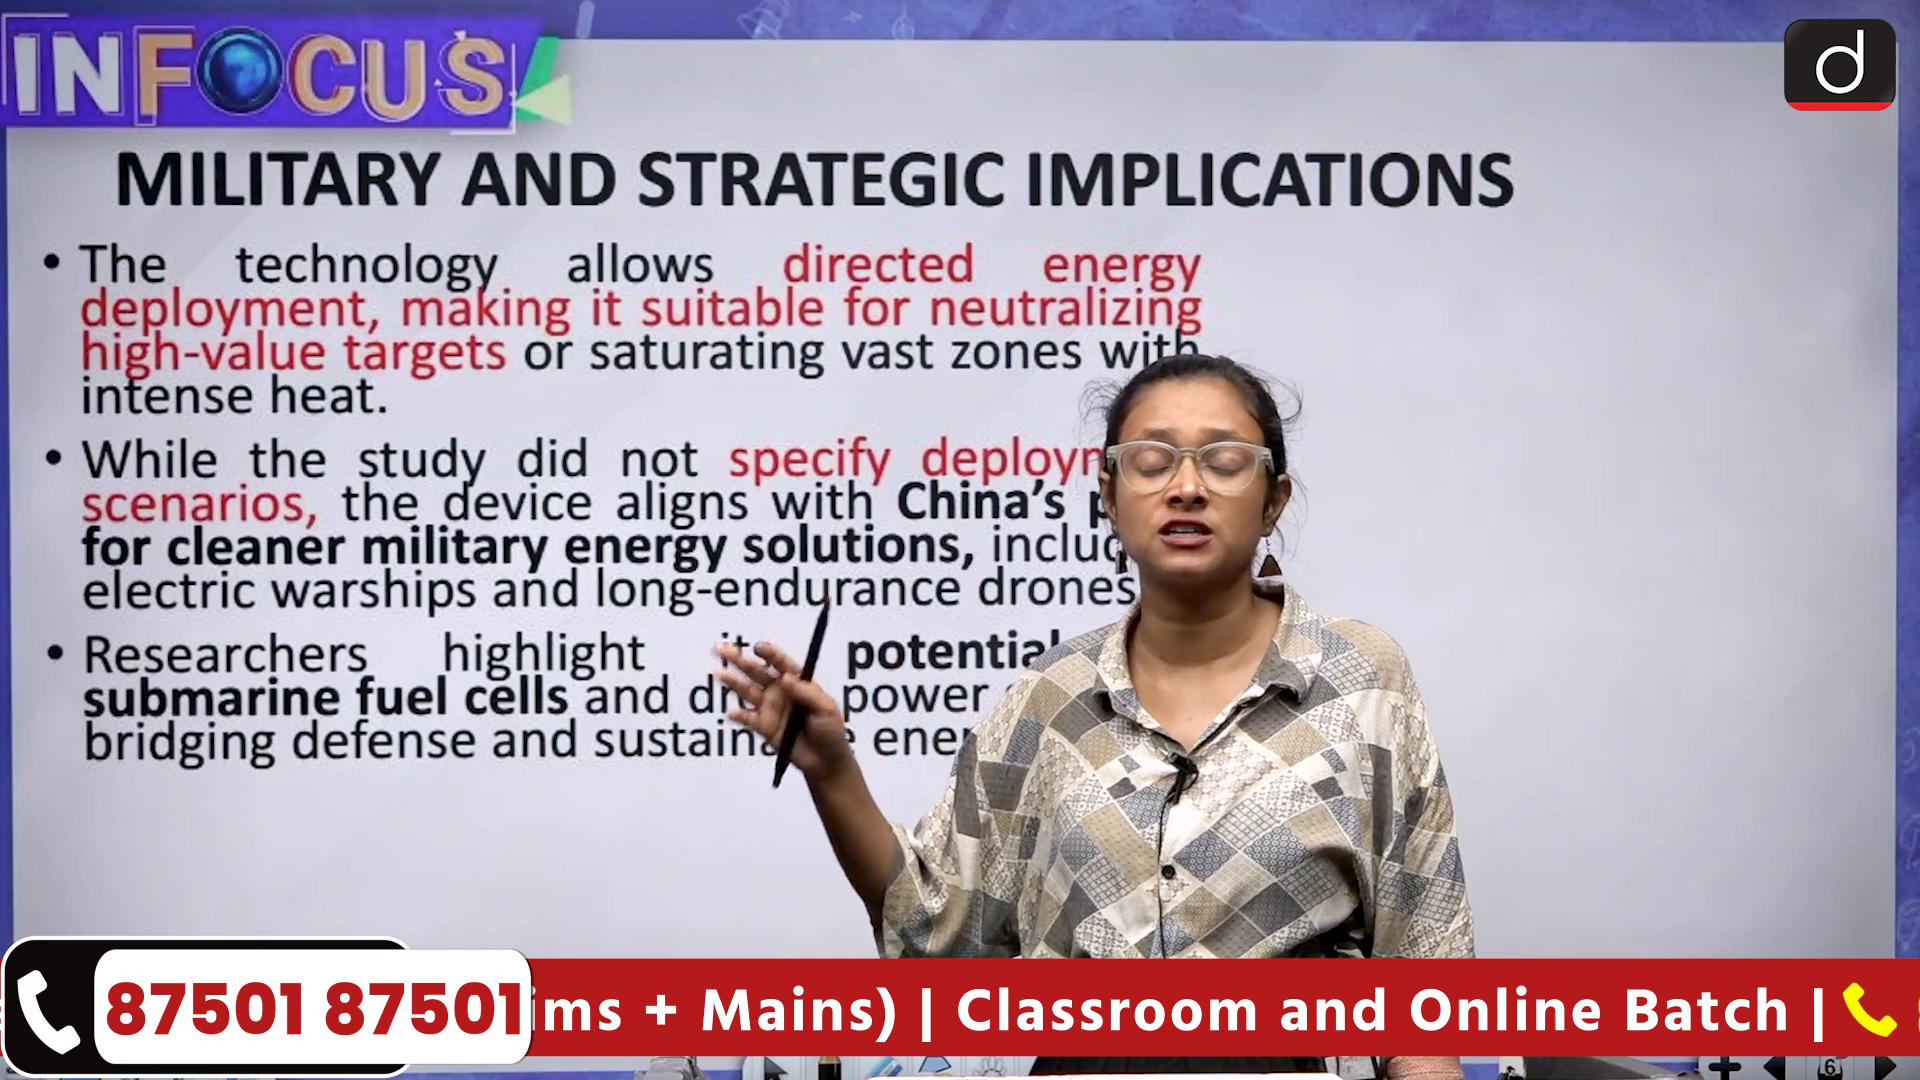 INFOCUS
d
MILITARY AND STRATEGIC IMPLICATIONS
• The technology allows directed energy
deployment, making it suitable for neutralizing
high-value targets or saturating vast zones with
intense heat.
• While the study did not specify
scenarios, the device aligns with China's
for cleaner military energy solutions,
electric warships and long-endurance drones
• Researchers highlight its potential
submarine fuel cells and power
bridging defense and
87501 87501
ims + Mains) | Classroom and Online Batch |
6